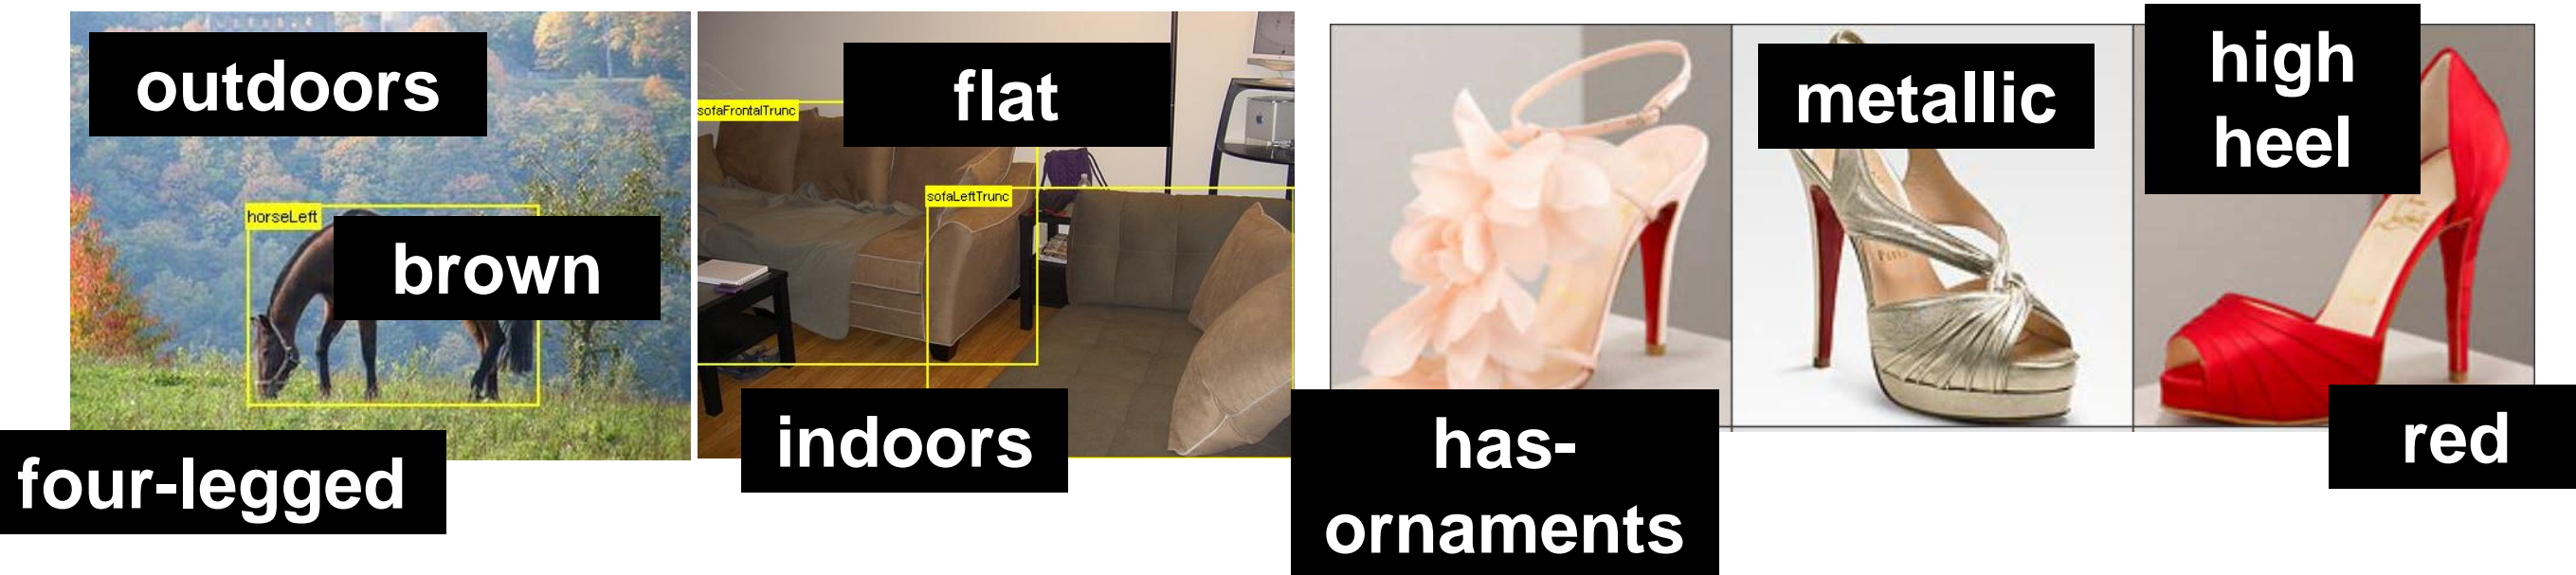 outdoors
horseLeft
brown
four-legged
flat
sofaFrontalTrunc
sofaLeftTrunc
indoors
has-
ornaments
metallic
high
heel
red